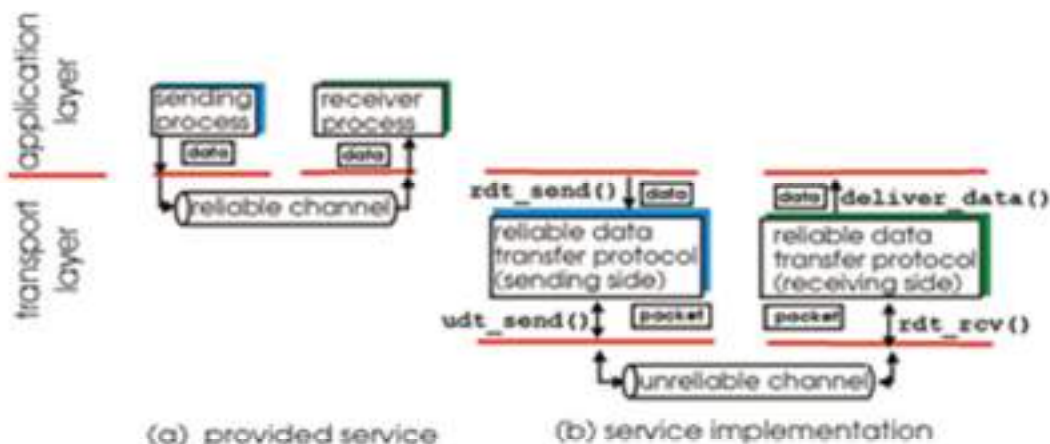 application
layer
transport
layer
sending
process
receiver
process
data
data
reliable channel
(a) provided service
rdt_send()
data
data
deliver_data()
reliable data
transfer protocol
(sending side)
reliable data
transfer protocol
(receiving side)
udt_send()
packet
packet
rdt_rcv()
unreliable channel
(b) service implementation